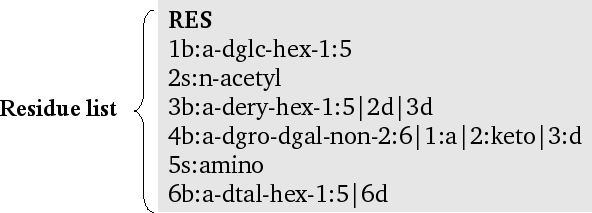 RES
1b:a-dglc-hex-1:5
2s:n-acetyl
Residue list
3b:a-dery-hex-1:5|2d|3d
4b:a-dgro-dgal-non-2:6|1:a|2:keto|3:d
5s:amino
6b:a-dtal-hex-1:5|6d